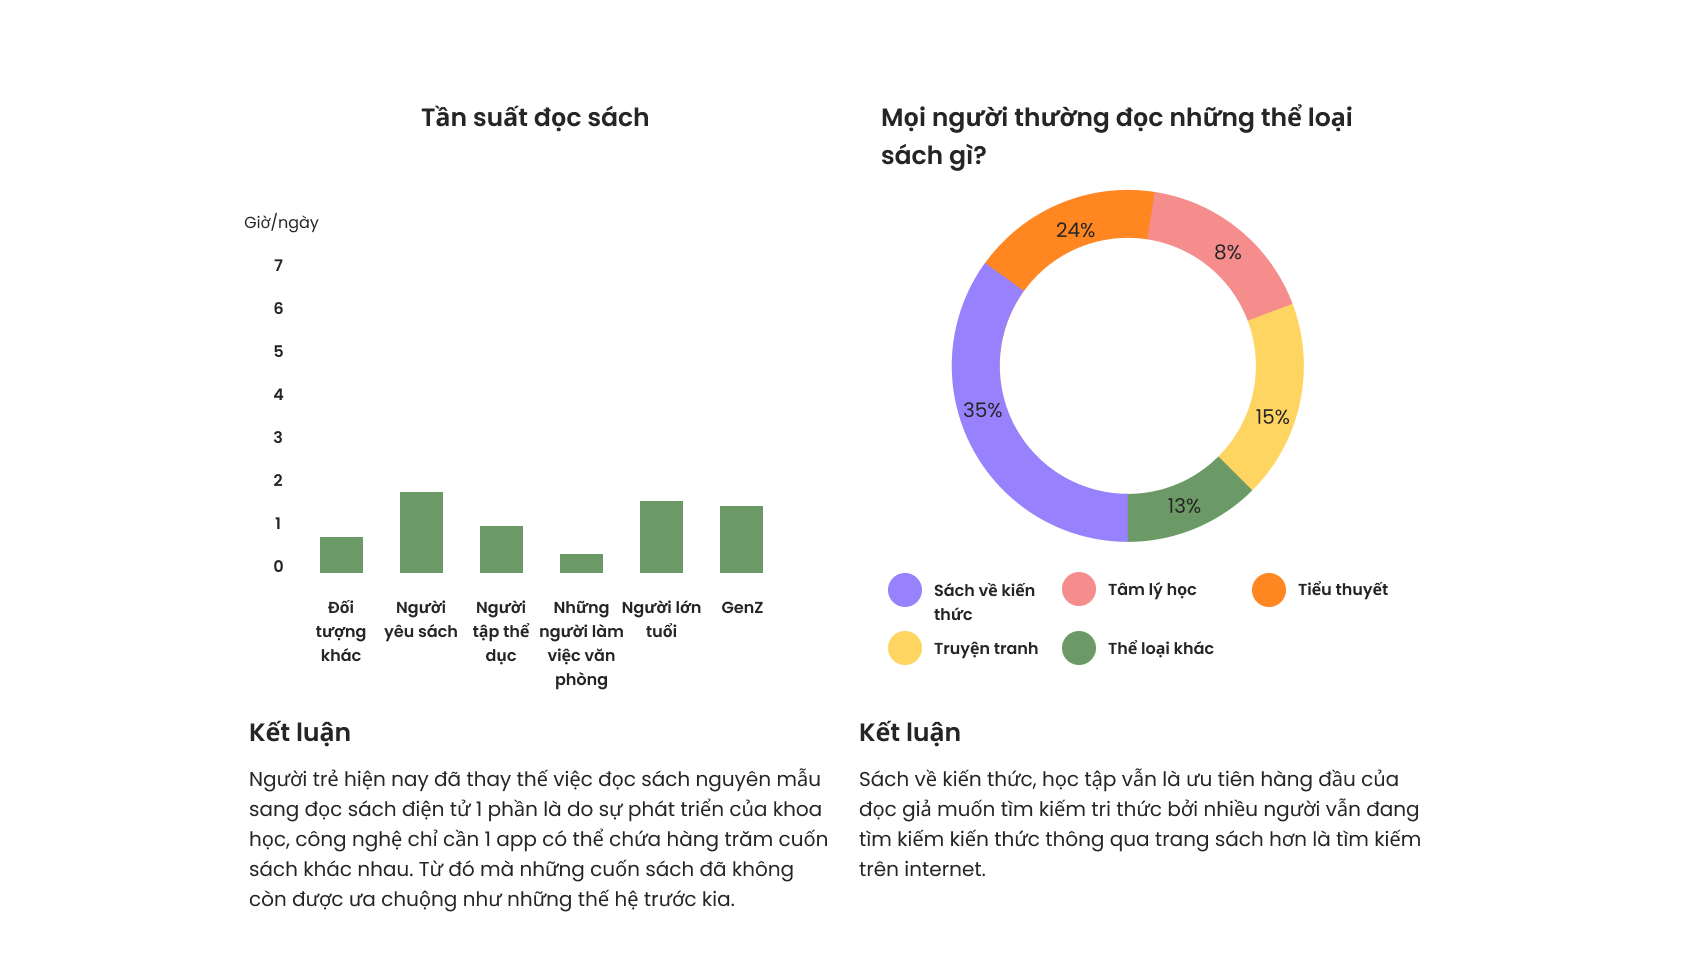 Tần suất đọc sách
Giờ/ngày
7
6
5
4
3
2
1
0
Đối
tượng
khác
Người
yêu sách
Người
tập thể
dục
Những
người làm
việc văn
phòng
Người lớn
tuổi
GenZ
Kết luận
Người trẻ hiện nay đã thay thế việc đọc sách nguyên mẫu
sang đọc sách điện tử 1 phần là do sự phát triển của khoa
học, công nghệ chỉ cần 1 app có thể chứa hàng trăm cuốn
sách khác nhau. Từ đó mà những cuốn sách đã không
còn được ưa chuộng như những thế hệ trước kia.
Mọi người thường đọc những thể loại
sách gì?
24%
8%
35%
15%
13%
Sách về kiến
thức
Tâm lý học
Tiểu thuyết
Truyện tranh
Thể loại khác
Kết luận
Sách về kiến thức, học tập vẫn là ưu tiên hàng đầu của
đọc giả muốn tìm kiếm tri thức bởi nhiều người vẫn đang
tìm kiếm kiến thức thông qua trang sách hơn là tìm kiếm
trên internet.